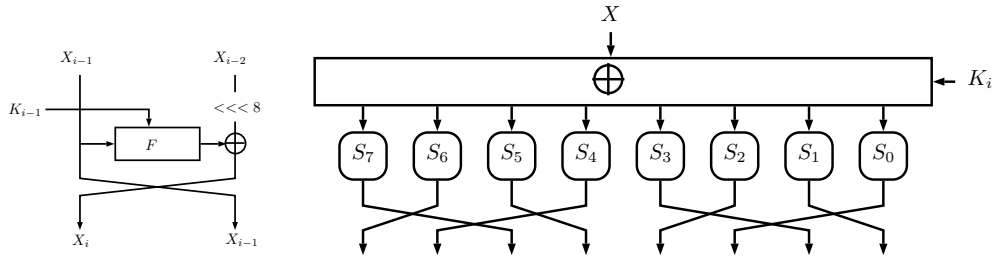 X_{i-1} X_{i-2}
K_{i-1} <<< 8
F
X_i X_{i-1}
X
K_i
S_7 S_6 S_5 S_4 S_3 S_2 S_1 S_0